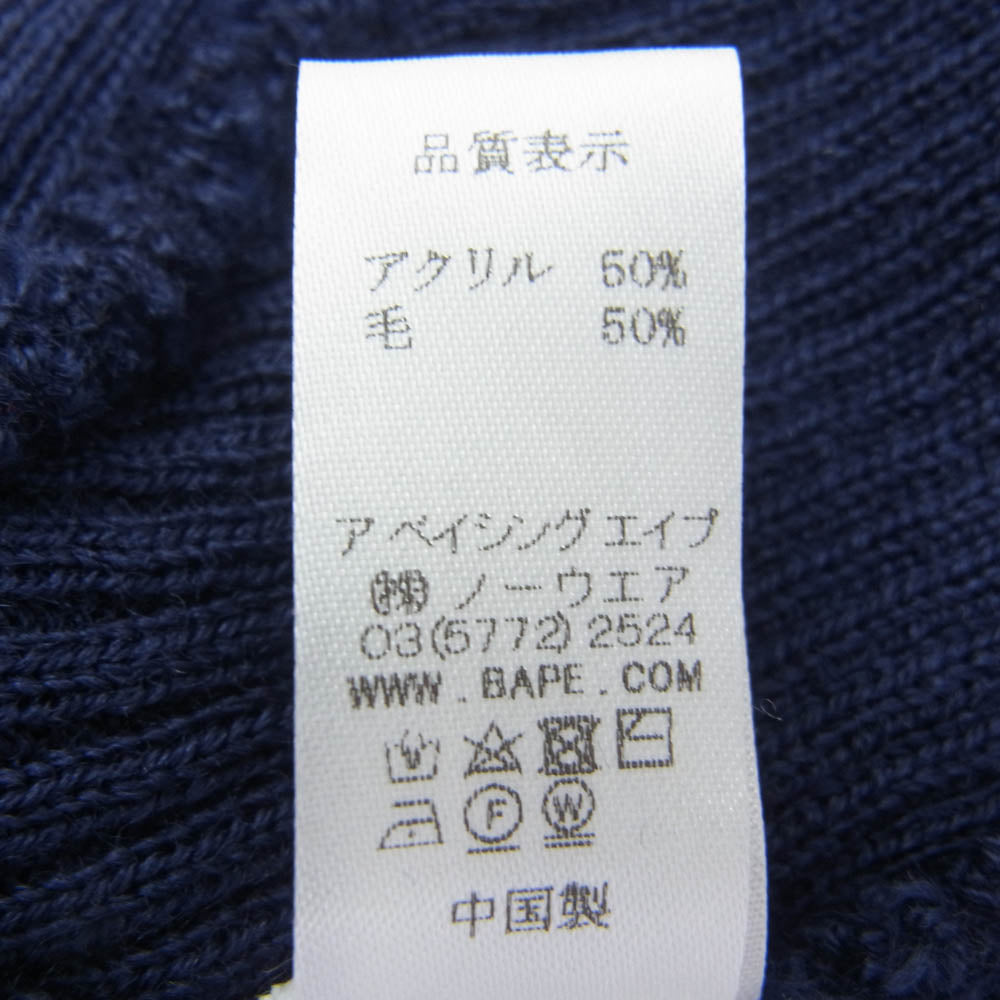 品質表示
アクリル 50%
毛 50%
ア ベイシング エイプ
㈱ ノーウエア
03(5772)2524
WWW.BAPE.COM
F W
中国製